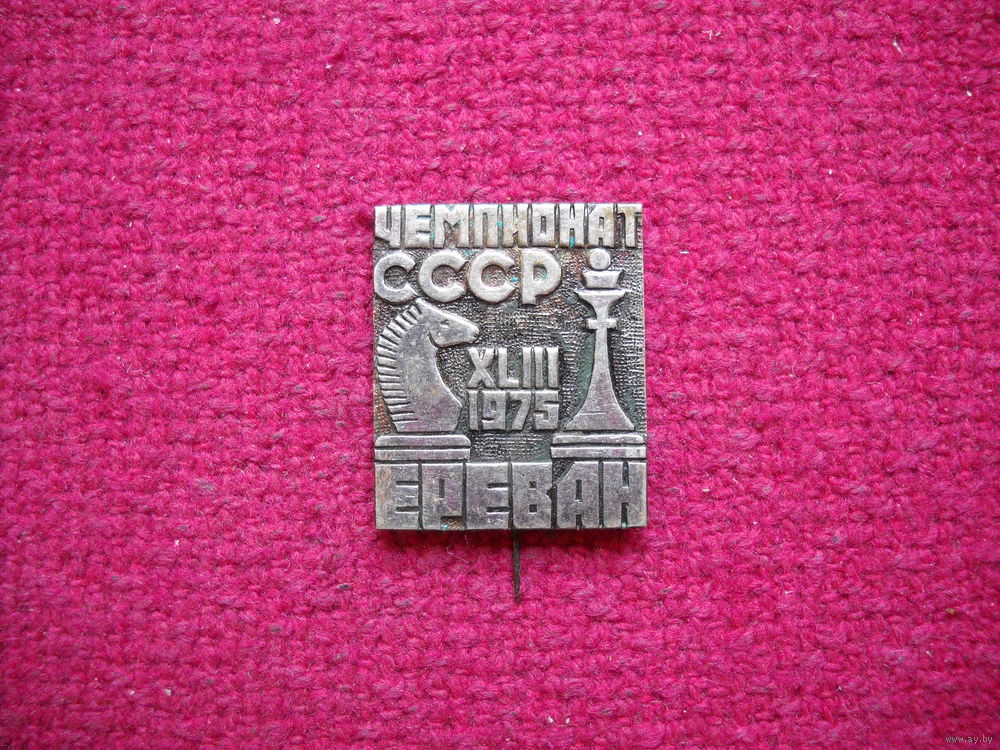 ЧЕМПИОНАТ
СССР
XLIII
1975
ЕРЕВАН
www.ay.by